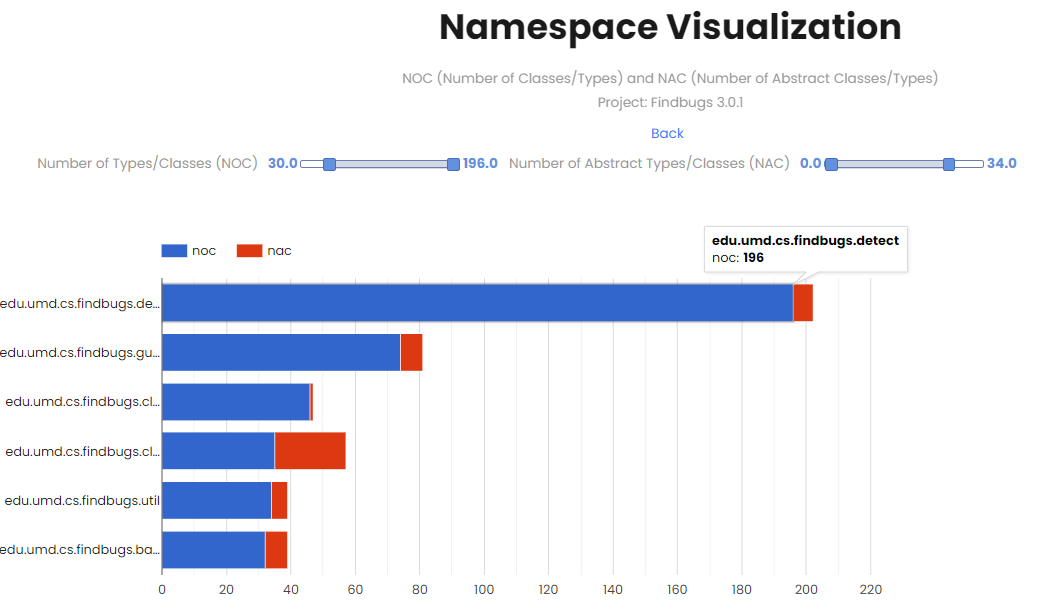 Namespace Visualization
NOC (Number of Classes/Types) and NAC (Number of Abstract Classes/Types)
Project: Findbugs 3.0.1
Back
Number of Types/Classes (NOC) 30.0 196.0 Number of Abstract Types/Classes (NAC) 0.0 34.0
noc nac
edu.umd.cs.findbugs.detect
noc: 196
edu.umd.cs.findbugs.de...
edu.umd.cs.findbugs.gu...
edu.umd.cs.findbugs.cl...
edu.umd.cs.findbugs.cl...
edu.umd.cs.findbugs.util
edu.umd.cs.findbugs.ba...
0 20 40 60 80 100 120 140 160 180 200 220